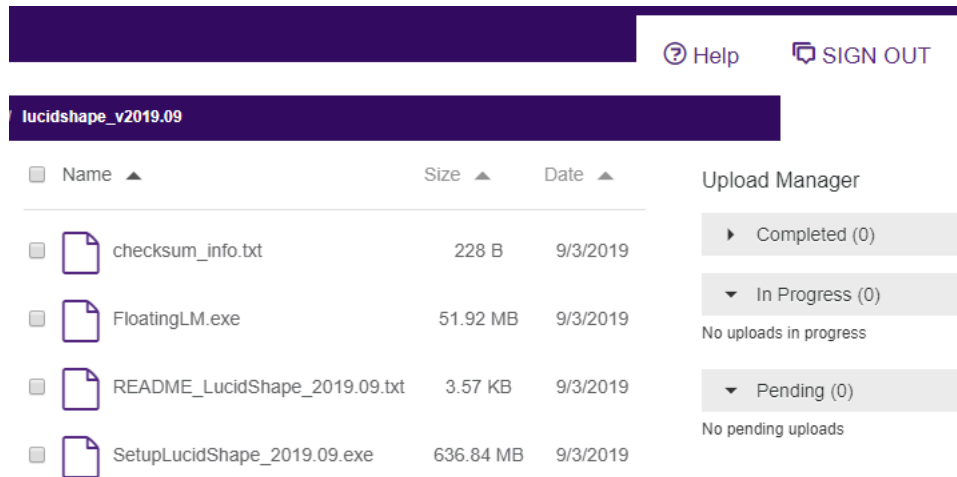 Help SIGN OUT
/ lucidshape_v2019.09
Name Size Date
checksum_info.txt 228 B 9/3/2019
FloatingLM.exe 51.92 MB 9/3/2019
README_LucidShape_2019.09.txt 3.57 KB 9/3/2019
SetupLucidShape_2019.09.exe 636.84 MB 9/3/2019
Upload Manager
Completed (0)
In Progress (0)
No uploads in progress
Pending (0)
No pending uploads